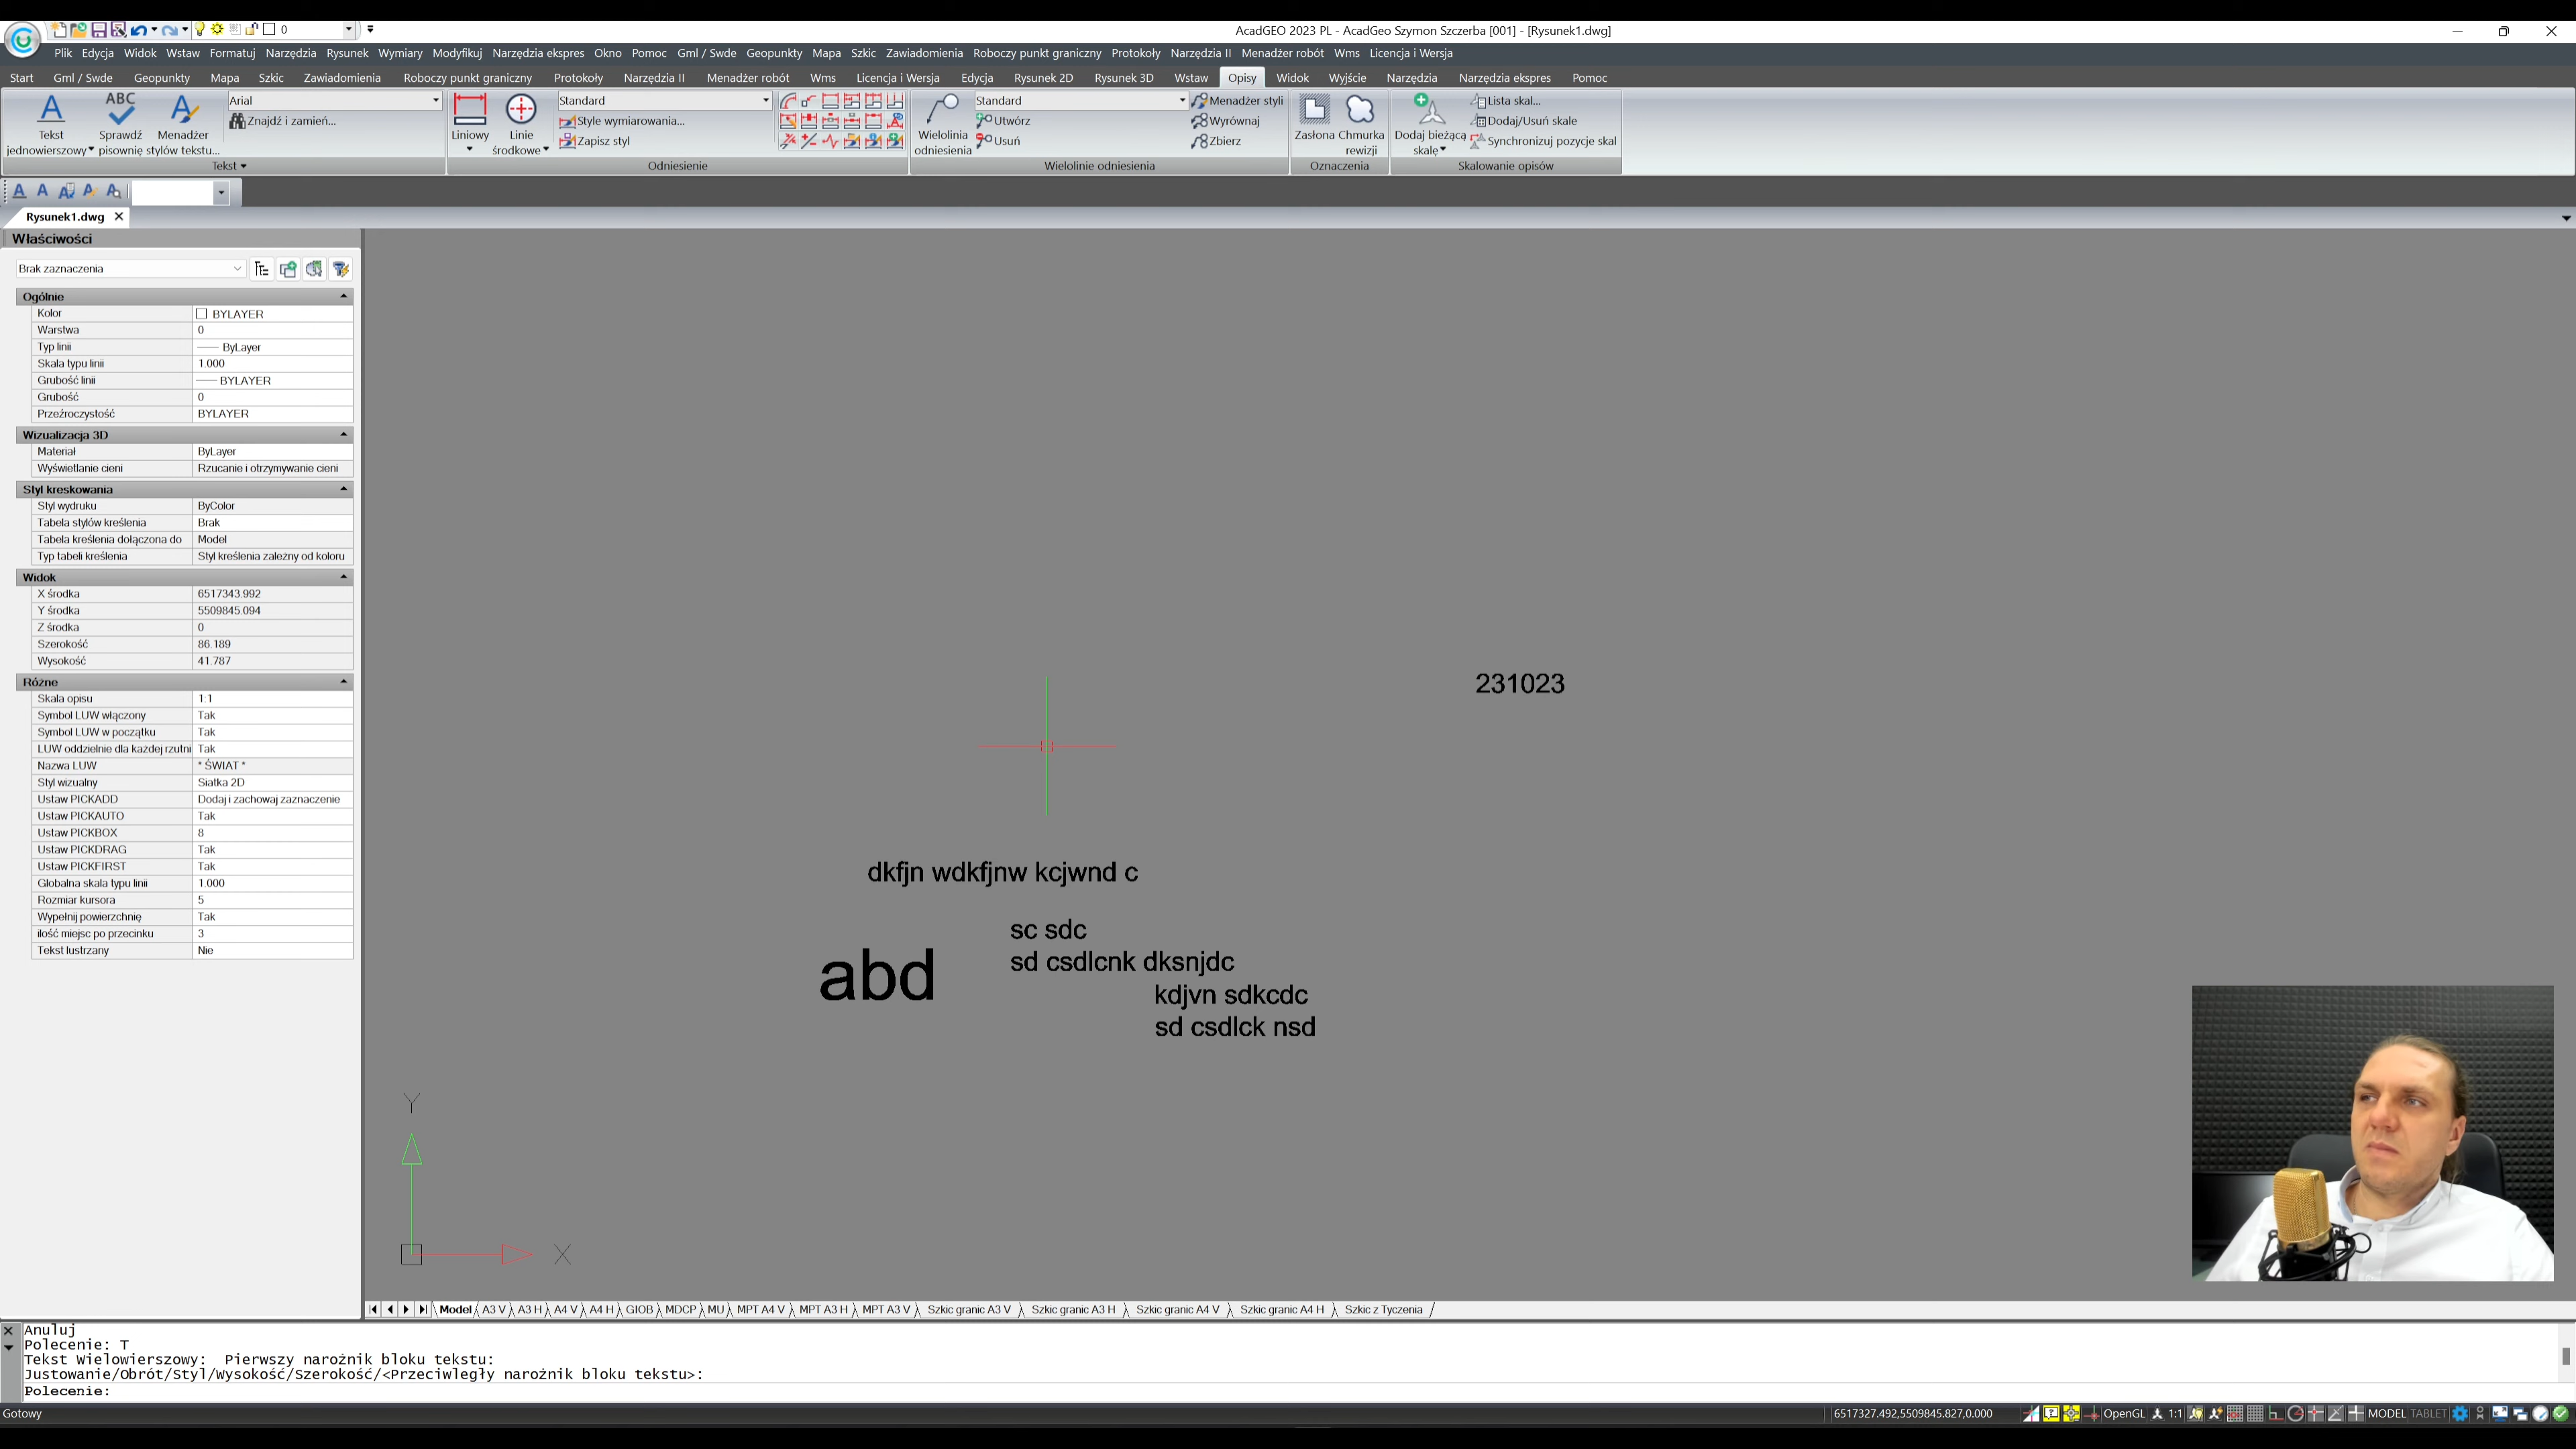 0
AcadGEO 2023 PL - AcadGeo Szymon Szczerba [001] - [Rysunek1.dwg]
Plik Edycja Widok Wstaw Formatuj Narzędzia Rysunek Wymiary Modyfikuj Narzędzia ekspres Okno Pomoc Gml / Swde Geopunkty Mapa Szkic Zawiadomienia Roboczy punkt graniczny Protokoły Narzędzia II Menadżer robót Wms Licencja i Wersja
Start Gml / Swde Geopunkty Mapa Szkic Zawiadomienia Roboczy punkt graniczny Protokoły Narzędzia II Menadżer robót Wms Licencja i Wersja Edycja Rysunek 2D Rysunek 3D Wstaw Opisy Widok Wyjście Narzędzia Narzędzia ekspres Pomoc
Tekst jednowierszowy
ABC
Sprawdź pisownię
Menadżer stylów tekstu...
Arial
Znajdź i zamień...
Tekst
Liniowy
Linie środkowe
Standard
Style wymiarowania...
Zapisz styl
Odniesienie
Wielolinia odniesienia
Standard
Utwórz
Usuń
Menadżer styli
Wyrównaj
Zbierz
Wielolinie odniesienia
Zasłona
Chmurka rewizji
Oznaczenia
Dodaj bieżącą skalę
Lista skal...
Dodaj/Usuń skale
Synchronizuj pozycje skal
Skalowanie opisów
Rysunek1.dwg
Właściwości
Brak zaznaczenia
Ogólnie
Kolor BYLAYER
Warstwa 0
Typ linii ByLayer
Skala typu linii 1.000
Grubość linii BYLAYER
Grubość 0
Przeźroczystość BYLAYER
Wizualizacja 3D
Materiał ByLayer
Wyświetlanie cieni Rzucanie i otrzymywanie cieni
Styl kreskowania
Styl wydruku ByColor
Tabela stylów kreślenia Brak
Tabela kreślenia dołączona do Model
Typ tabeli kreślenia Styl kreślenia zależny od koloru
Widok
X środka 6517343.992
Y środka 5509845.094
Z środka 0
Szerokość 86.189
Wysokość 41.787
Różne
Skala opisu 1:1
Symbol LUW włączony Tak
Symbol LUW w początku Tak
LUW oddzielnie dla każdej rzutni Tak
Nazwa LUW * ŚWIAT *
Styl wizualny Siatka 2D
Ustaw PICKADD Dodaj i zachowaj zaznaczenie
Ustaw PICKAUTO Tak
Ustaw PICKBOX 8
Ustaw PICKDRAG Tak
Ustaw PICKFIRST Tak
Globalna skala typu linii 1.000
Rozmiar kursora 5
Wypełnij powierzchnię Tak
ilość miejsc po przecinku 3
Tekst lustrzany Nie
231023
dkfjn wdkfjnw kcjwnd c
sc sdc
sd csdlcnk dksnjdc
abd
kdjvn sdkcdc
sd csdlck nsd
Y
X
Model A3 V A3 H A4 V A4 H GIOB MDCP MU MPT A4 V MPT A3 H MPT A3 V Szkic granic A3 V Szkic granic A3 H Szkic granic A4 V Szkic granic A4 H Szkic z Tyczenia
Anuluj
Polecenie: T
Tekst Wielowierszowy: Pierwszy narożnik bloku tekstu:
Justowanie/Obrót/Styl/Wysokość/Szerokość/<Przeciwległy narożnik bloku tekstu>:
Polecenie:
Gotowy
6517327.492,5509845.827,0.000
OpenGL 1:1 MODEL TABLET